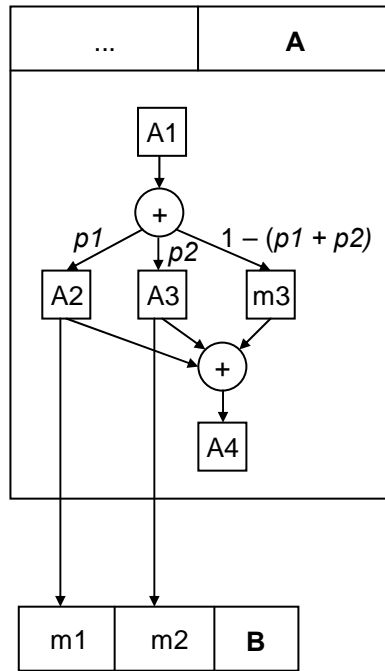 ... A
A1
+
p1 p2 1 – (p1 + p2)
A2 A3 m3
+
A4
m1 m2 B